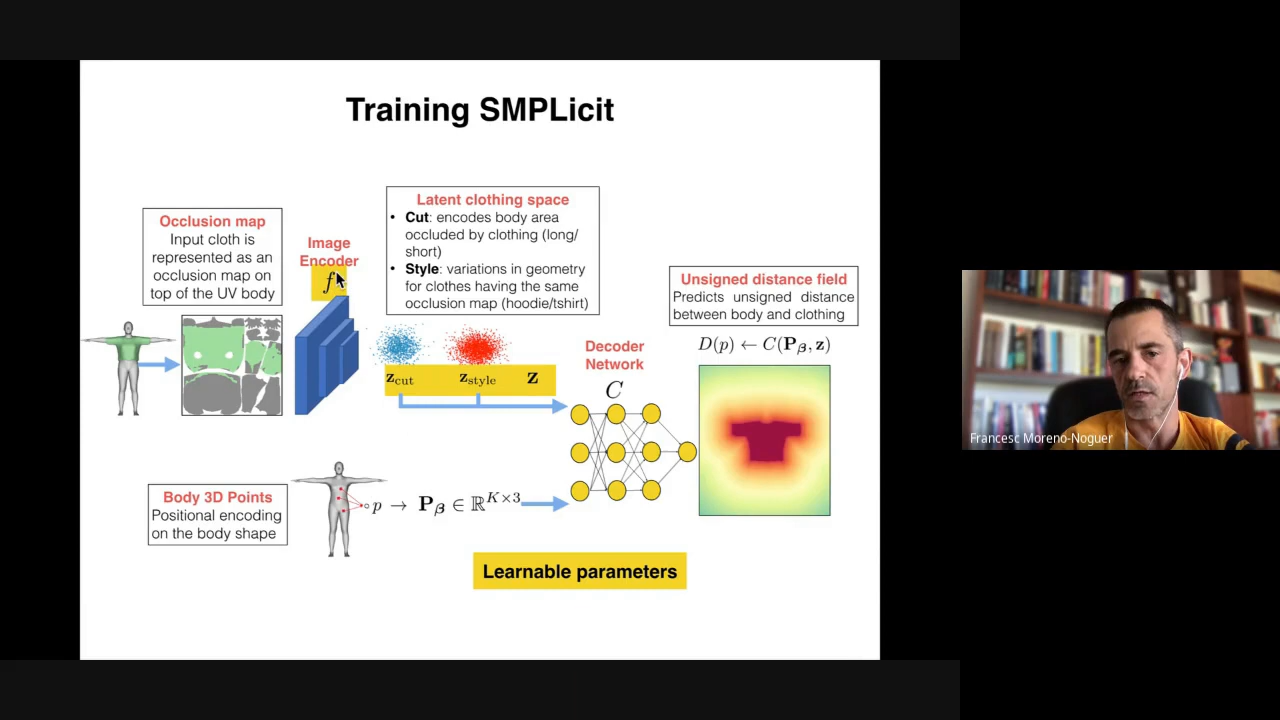 Training SMPLicit
Occlusion map
Input cloth is
represented as an
occlusion map on
top of the UV body
Image
Encoder
f
Latent clothing space
• Cut: encodes body area
occluded by clothing (long/
short)
• Style: variations in geometry
for clothes having the same
occlusion map (hoodie/tshirt)
Unsigned distance field
Predicts unsigned distance
between body and clothing
D(p) ← C(P_β, z)
z_cut z_style z
Decoder
Network
C
Body 3D Points
Positional encoding
on the body shape
p → P_β ∈ ℝ^{K×3}
Learnable parameters
Francesc Moreno-Noguer